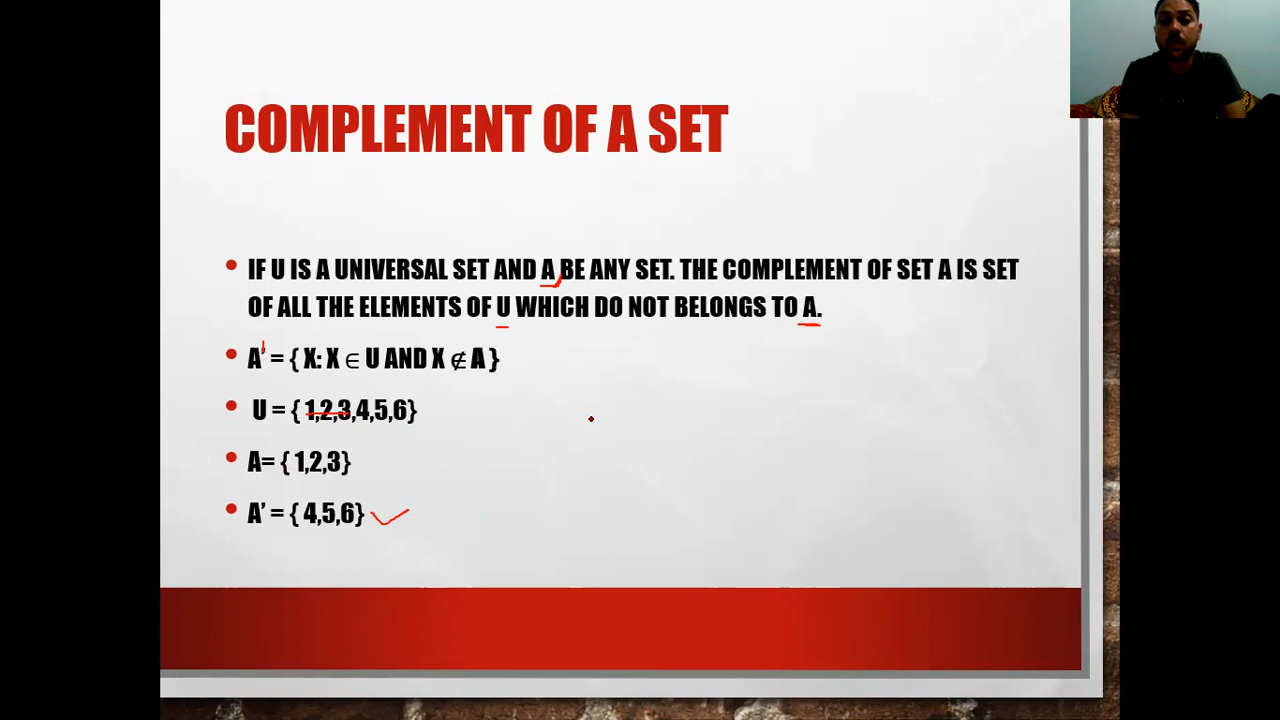 COMPLEMENT OF A SET
• IF U IS A UNIVERSAL SET AND A BE ANY SET. THE COMPLEMENT OF SET A IS SET
OF ALL THE ELEMENTS OF U WHICH DO NOT BELONGS TO A.
• A' = { X: X ∈ U AND X ∉ A }
• U = { 1,2,3,4,5,6}
• A= { 1,2,3}
• A’ = { 4,5,6}